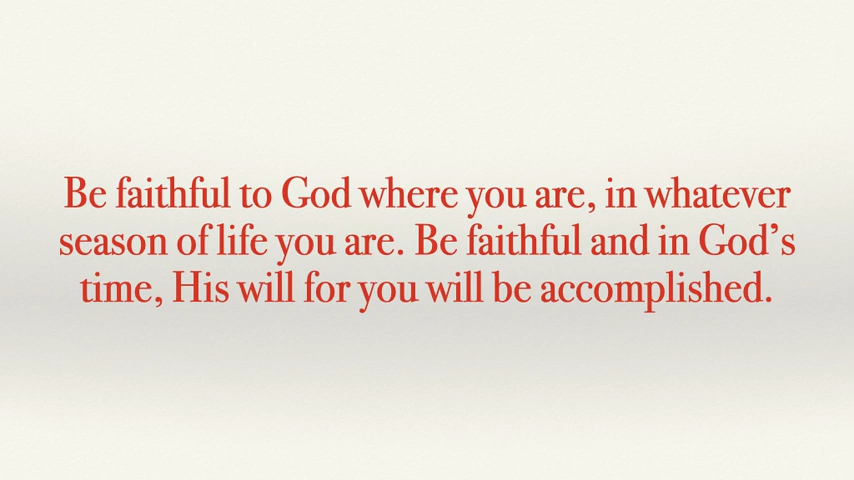 Be faithful to God where you are, in whatever
season of life you are. Be faithful and in God’s
time, His will for you will be accomplished.